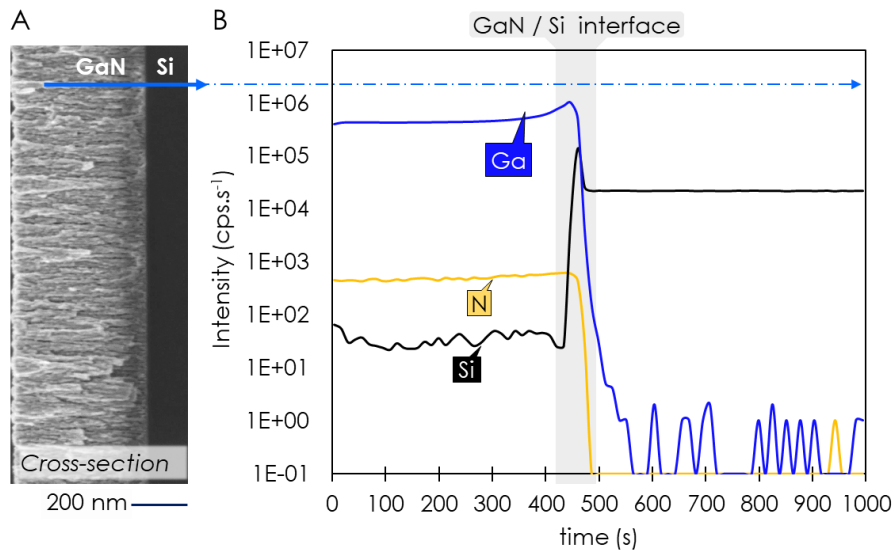 A
GaN Si
Cross-section
200 nm
B
GaN / Si interface
Intensity (cps.s⁻¹)
1E+07
1E+06
1E+05
1E+04
1E+03
1E+02
1E+01
1E+00
1E-01
Ga
N
Si
0 100 200 300 400 500 600 700 800 900 1000
time (s)